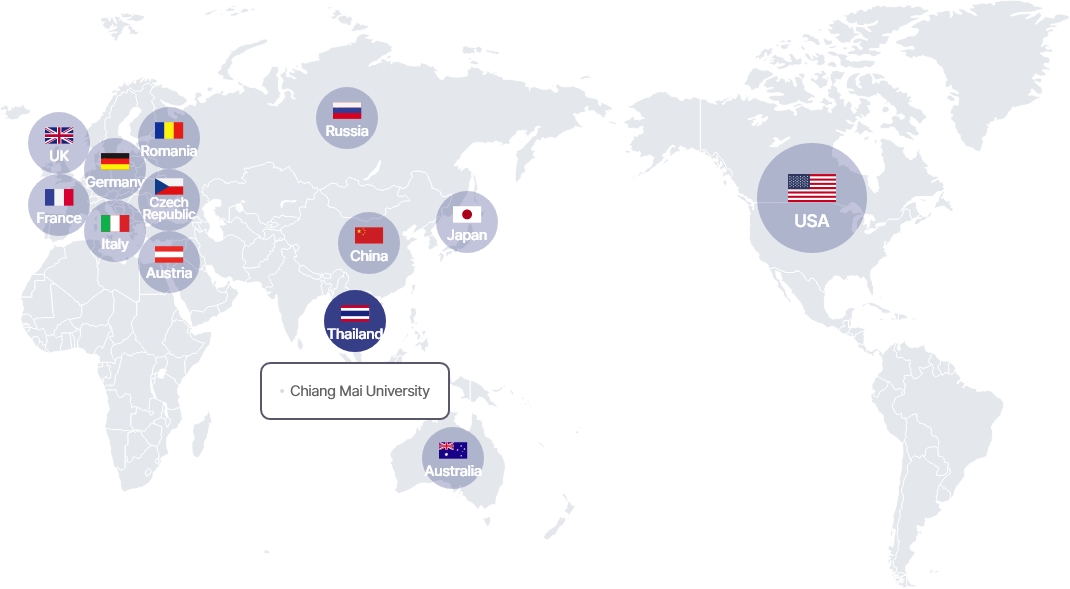 Russia
UK
Romania
Germany
Czech
Republic
France
Italy
Austria
China
Japan
USA
Thailand
Chiang Mai University
Australia